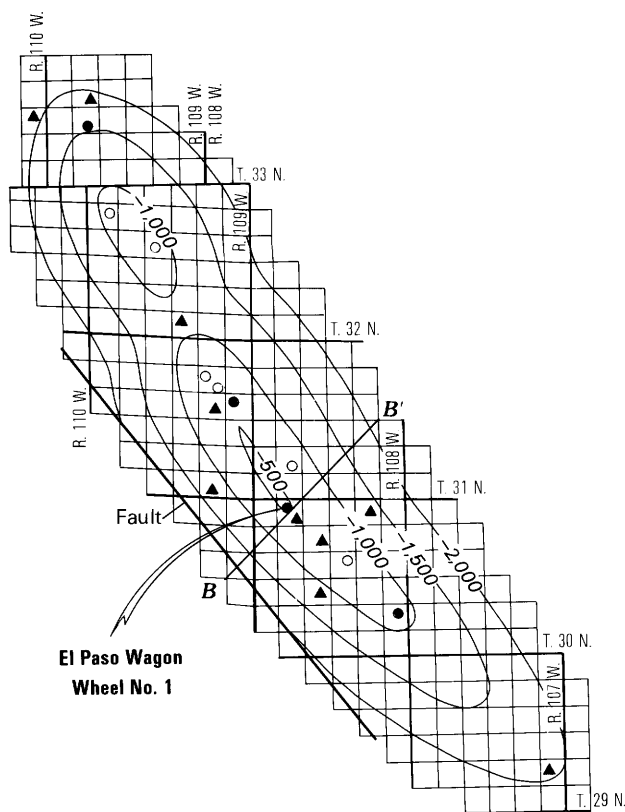 R. 110 W.
R. 109 W.
R. 108 W.
T. 33 N.
-1,000
R. 109 W.
T. 32 N.
R. 110 W.
B'
R. 108 W.
-500
T. 31 N.
Fault
-1,000
-1,500
-2,000
B
El Paso Wagon
Wheel No. 1
T. 30 N.
R. 107 W.
T. 29 N.